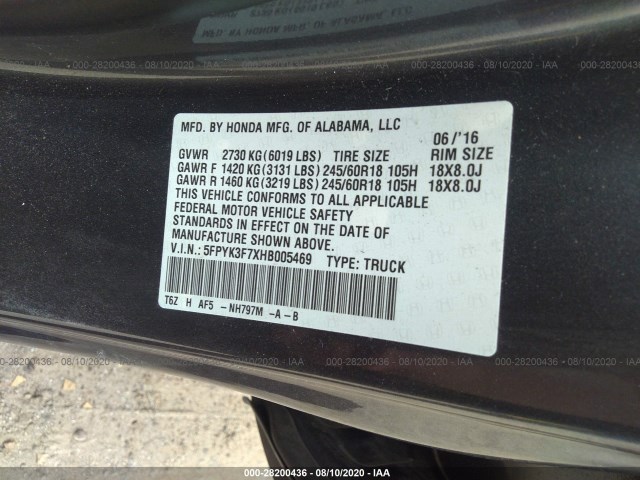 MFD. BY HONDA MFG. OF ALABAMA, LLC 06/'16
GVWR 2730 KG(6019 LBS) TIRE SIZE RIM SIZE
GAWR F 1420 KG(3131 LBS) 245/60R18 105H 18X8.0J
GAWR R 1460 KG(3219 LBS) 245/60R18 105H 18X8.0J
THIS VEHICLE CONFORMS TO ALL APPLICABLE
FEDERAL MOTOR VEHICLE SAFETY
STANDARDS IN EFFECT ON THE DATE OF
MANUFACTURE SHOWN ABOVE.
V.I.N.: 5FPYK3F7XHB005469 TYPE: TRUCK
T6Z H AF5 -NH797M -A-B
000-28200436 - 08/10/2020 - IAA